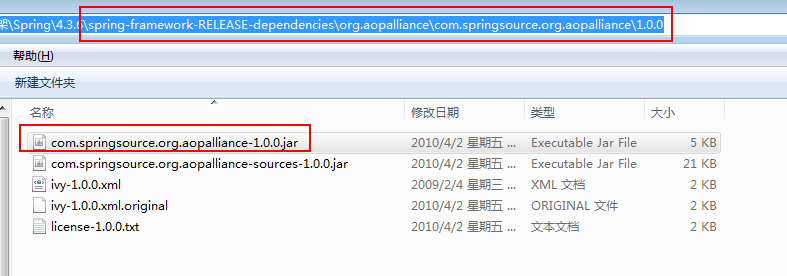 架\Spring\4.3.6\spring-framework-RELEASE-dependencies\org.aopalliance\com.springsource.org.aopalliance\1.0.0
帮助(H)
新建文件夹
名称 修改日期 类型 大小
com.springsource.org.aopalliance-1.0.0.jar 2010/4/2 星期五 ... Executable Jar File 5 KB
com.springsource.org.aopalliance-sources-1.0.0.jar 2010/4/2 星期五 ... Executable Jar File 21 KB
ivy-1.0.0.xml 2009/2/4 星期三 ... XML 文档 2 KB
ivy-1.0.0.xml.original 2010/4/2 星期五 ... ORIGINAL 文件 2 KB
license-1.0.0.txt 2010/4/2 星期五 ... 文本文档 2 KB